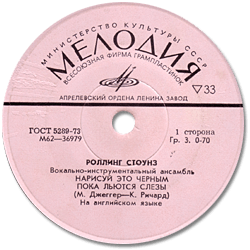 МИНИСТЕРСТВО КУЛЬТУРЫ СССР
МЕЛОДИЯ
ВСЕСОЮЗНАЯ ФИРМА ГРАМПЛАСТИНОК
▽33
АПРЕЛЕВСКИЙ ОРДЕНА ЛЕНИНА ЗАВОД
ГОСТ 5289-73
М62—36979
1 сторона
Гр. 3. 0-70
РОЛЛИНГ СТОУНЗ
Вокально-инструментальный ансамбль
НАРИСУЙ ЭТО ЧЕРНЫМ
ПОКА ЛЬЮТСЯ СЛЕЗЫ
(М. Джеггер—К. Ричард)
На английском языке